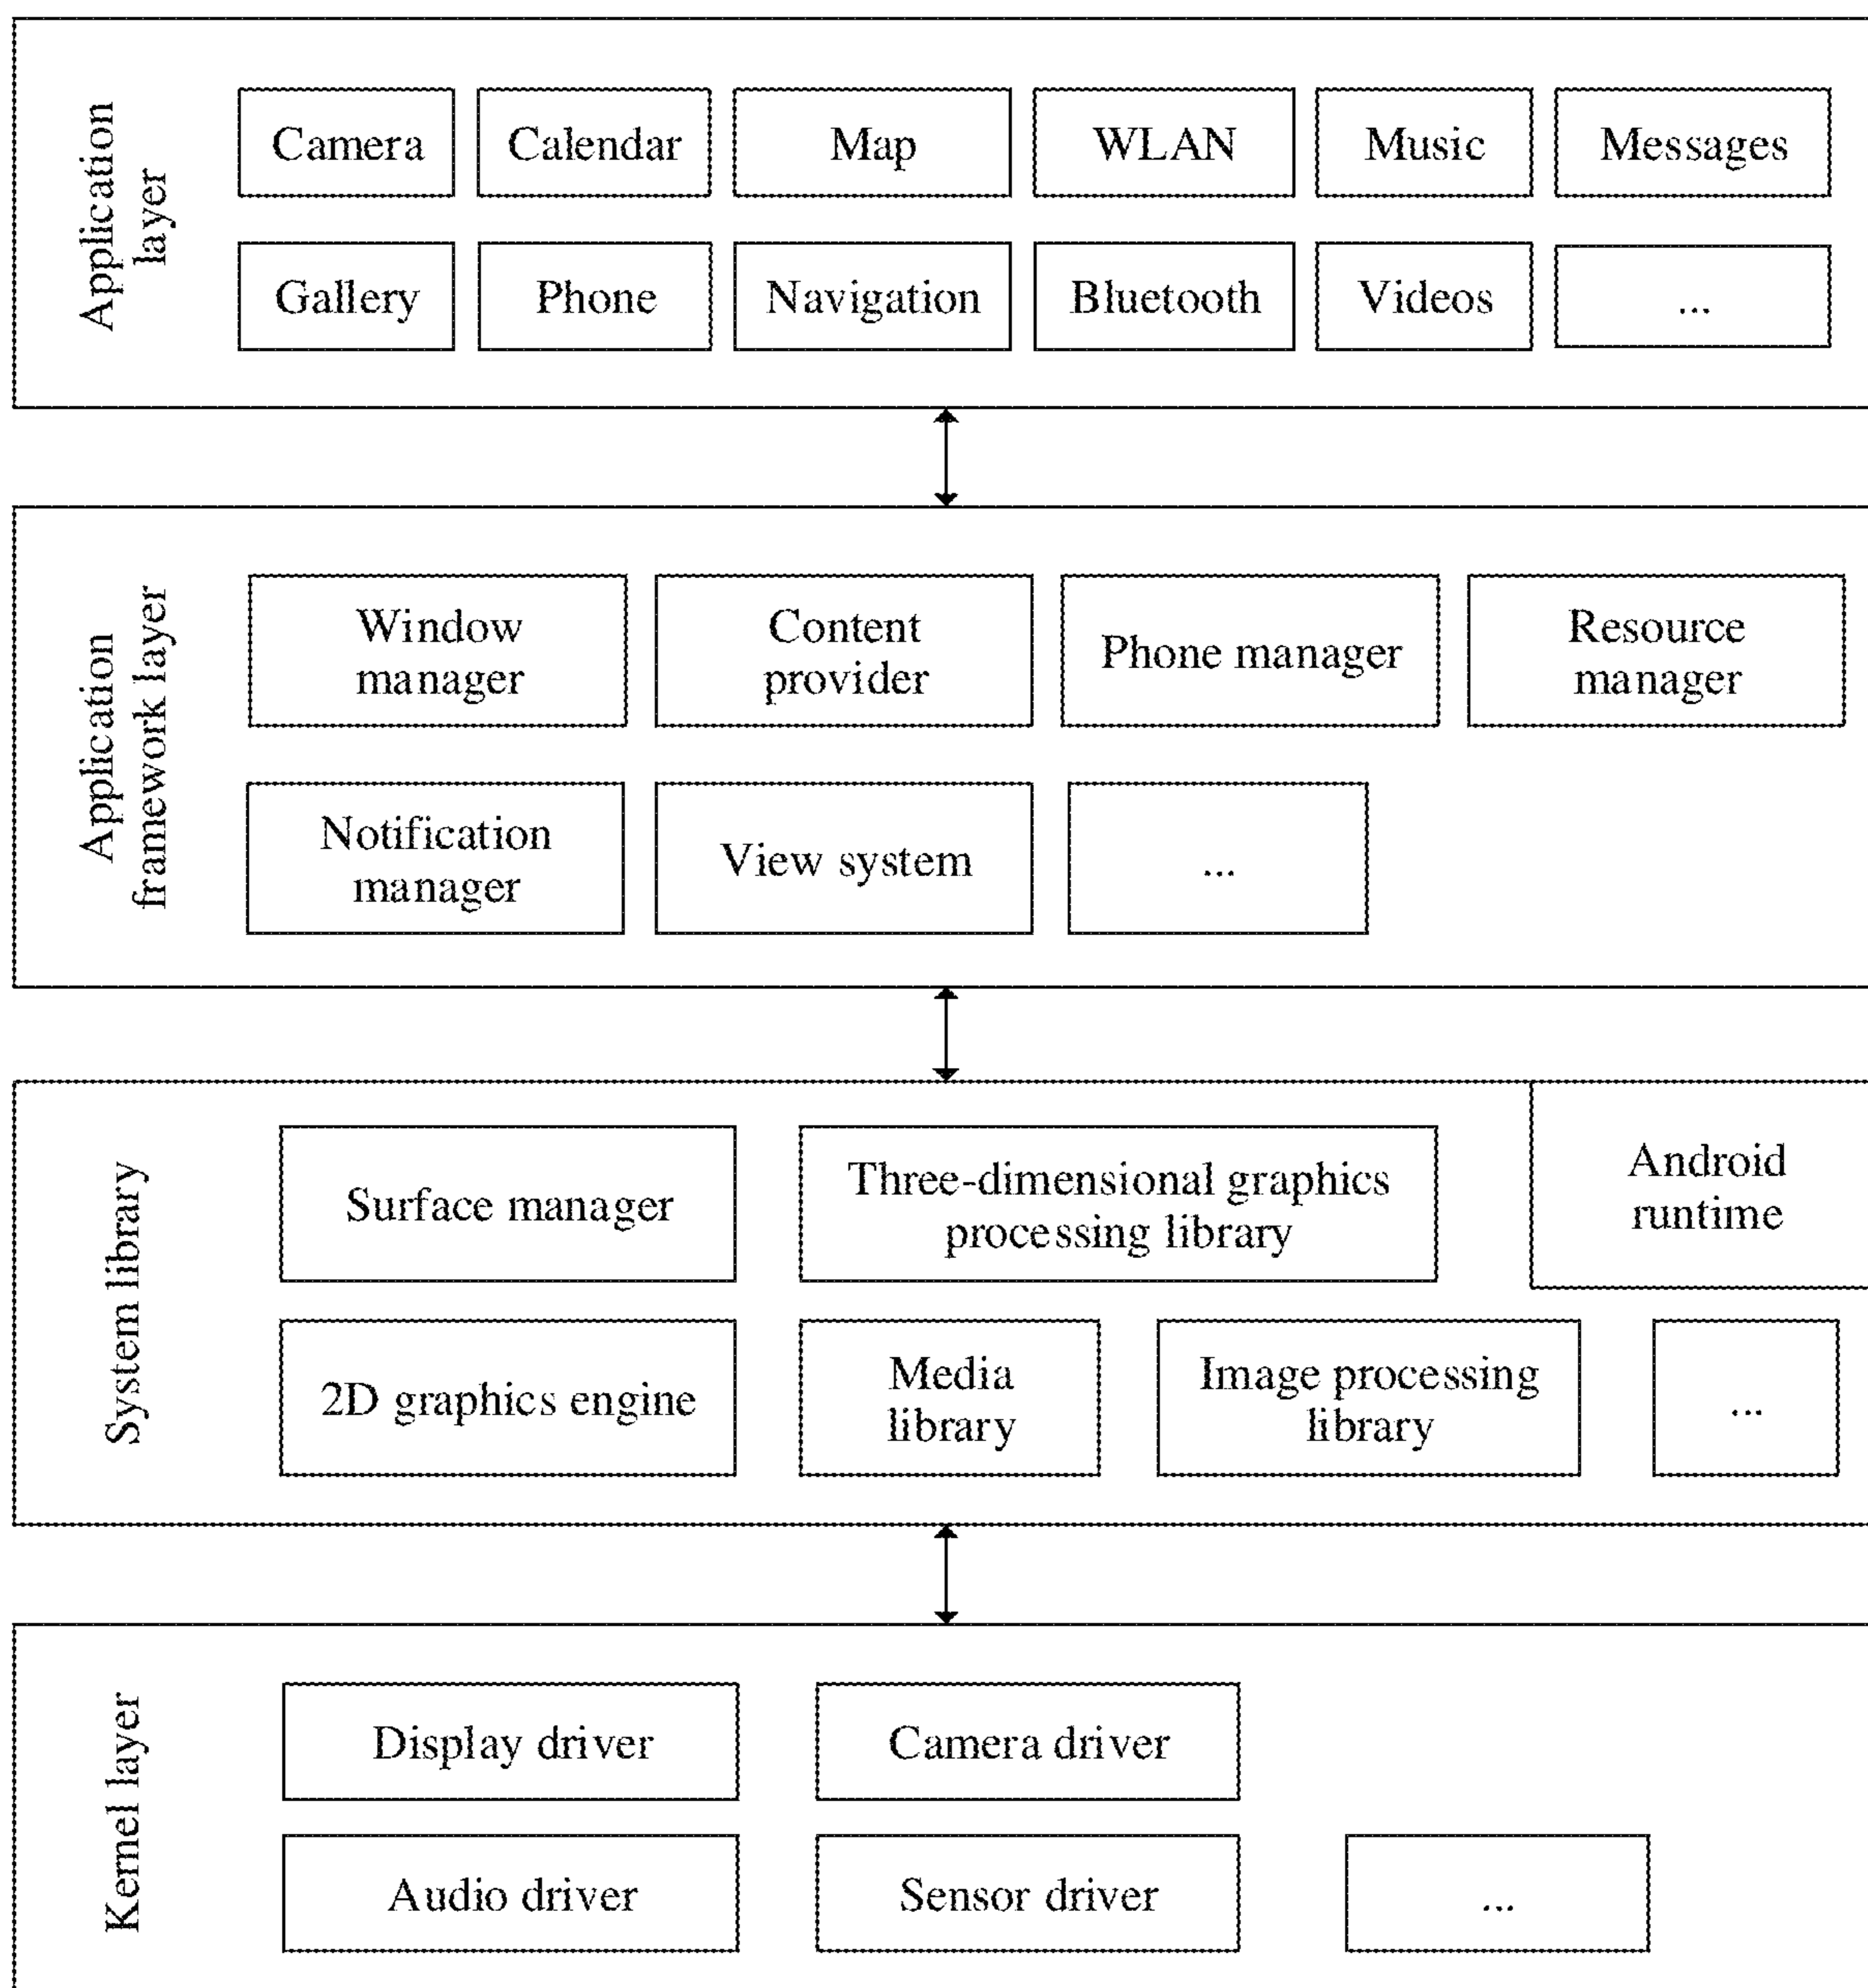 Application
layer
Camera
Calendar
Map
WLAN
Music
Messages
Gallery
Phone
Navigation
Bluetooth
Videos
...
Application
framework layer
Window
manager
Content
provider
Phone manager
Resource
manager
Notification
manager
View system
...
System library
Surface manager
Three-dimensional graphics
processing library
Android
runtime
2D graphics engine
Media
library
Image processing
library
...
Kernel layer
Display driver
Camera driver
Audio driver
Sensor driver
...